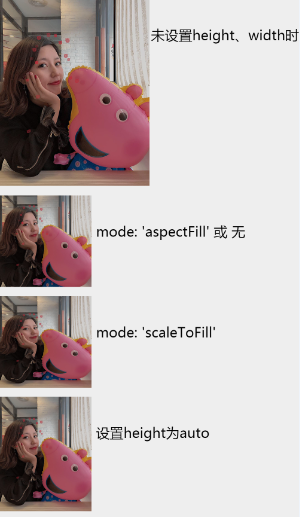 未设置height、width时
mode: 'aspectFill' 或 无
mode: 'scaleToFill'
设置height为auto